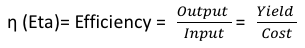 η (Eta)= Efficiency = Output/Input = Yield/Cost